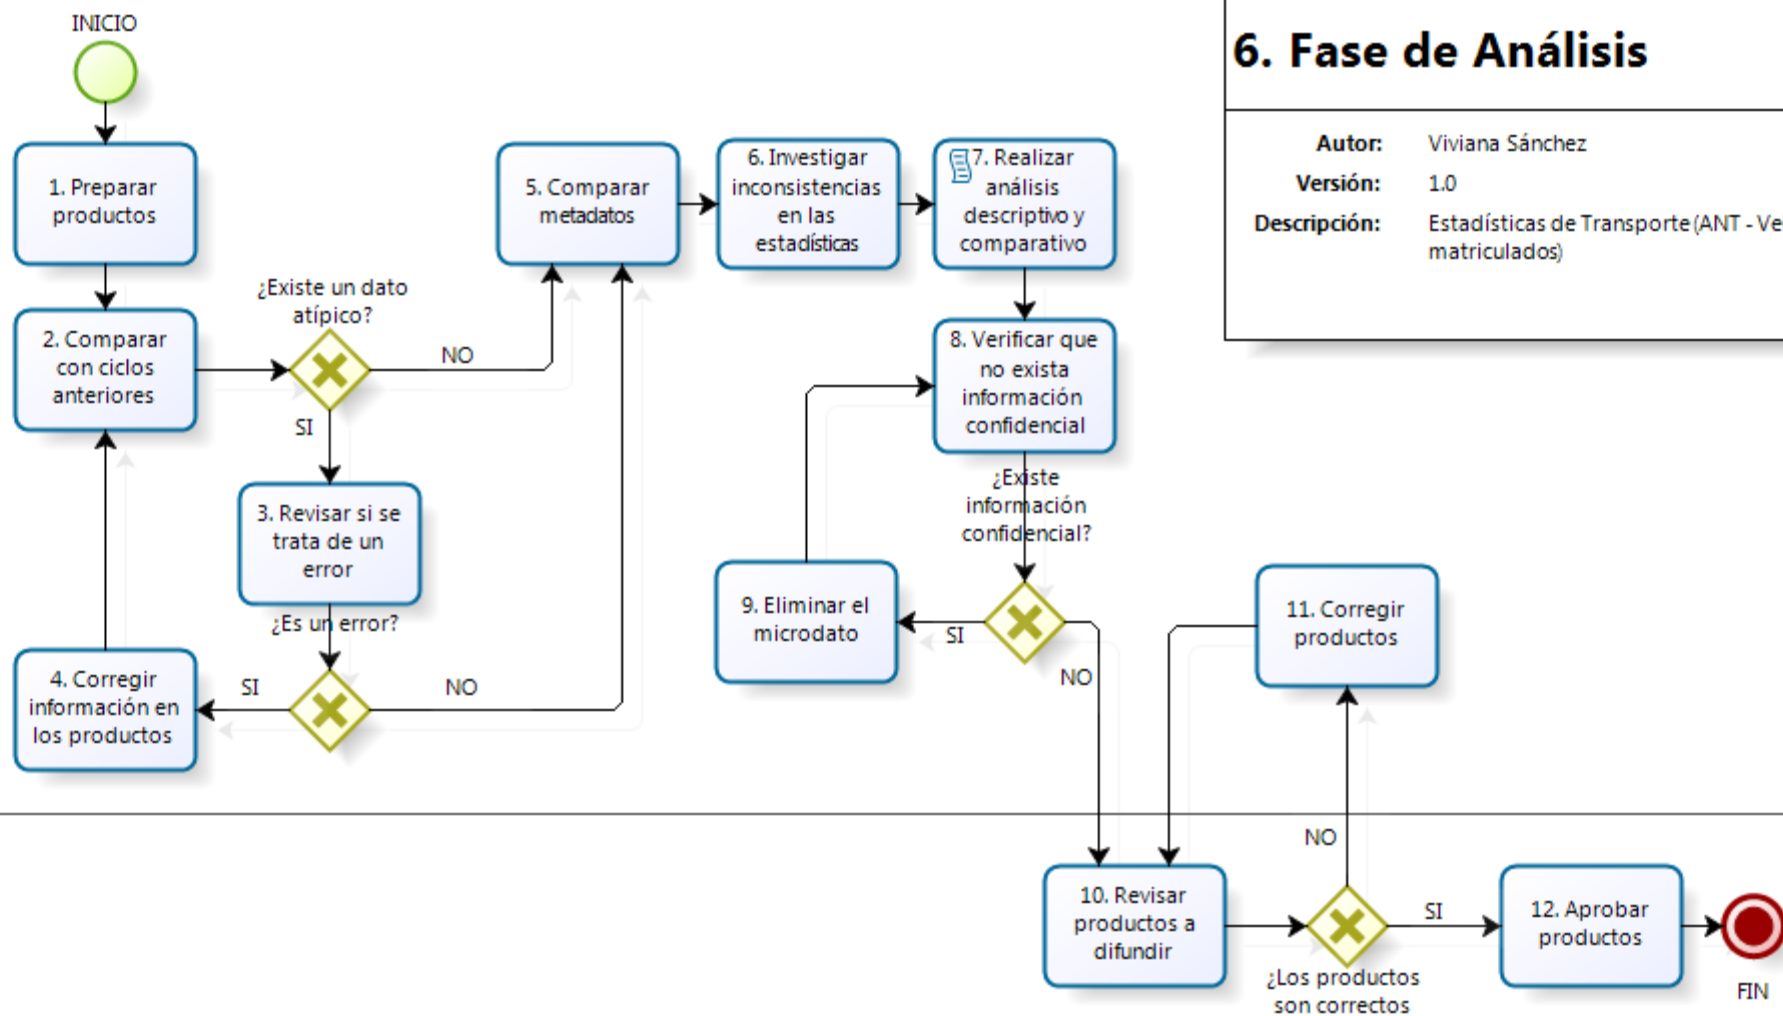 INICIO
6. Fase de Análisis
Autor: Viviana Sánchez
Versión: 1.0
Descripción: Estadísticas de Transporte (ANT - Ve
matriculados)
1. Preparar
productos
5. Comparar
metadatos
6. Investigar
inconsistencias
en las
estadísticas
7. Realizar
análisis
descriptivo y
comparativo
2. Comparar
con ciclos
anteriores
¿Existe un dato
atípico?
NO
SI
8. Verificar que
no exista
información
confidencial
3. Revisar si se
trata de un
error
¿Es un error?
¿Existe
información
confidencial?
4. Corregir
información en
los productos
SI
NO
9. Eliminar el
microdato
SI
NO
11. Corregir
productos
NO
10. Revisar
productos a
difundir
SI
¿Los productos
son correctos
12. Aprobar
productos
FIN